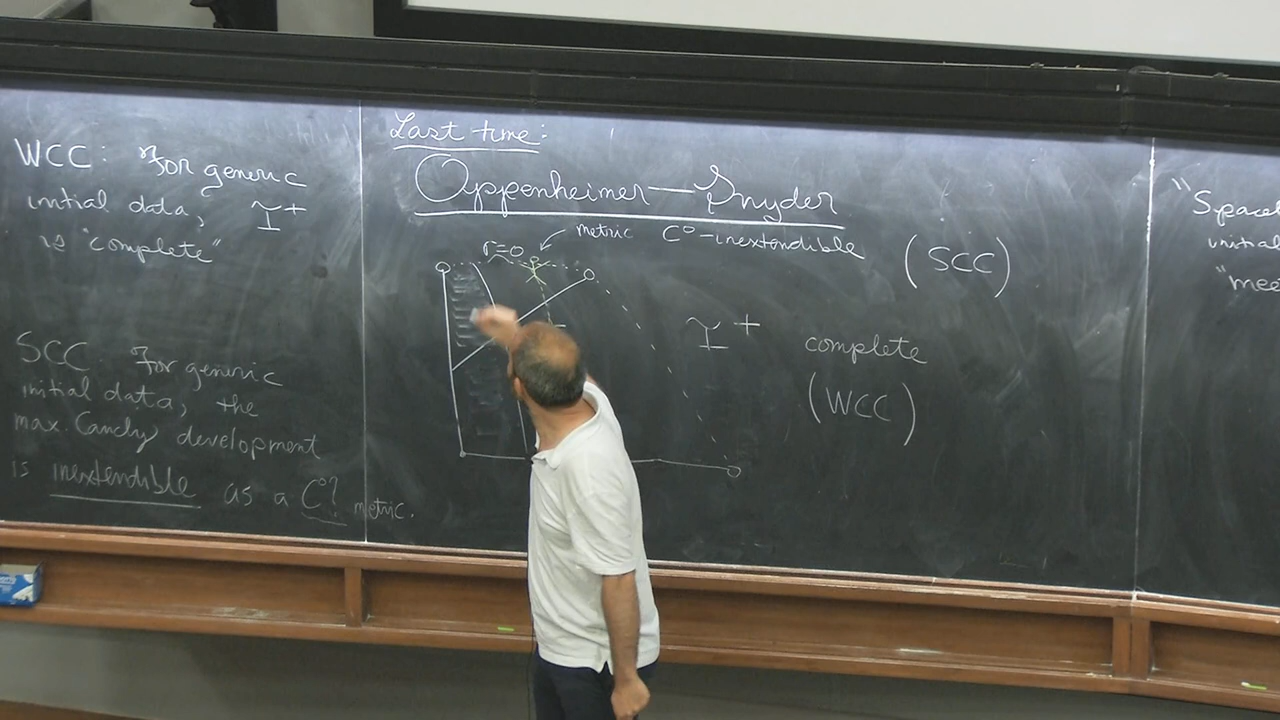 WCC: For generic
initial data, I+
is "complete"
SCC For generic
initial data, the
max. Cauchy development
is inextendible as a C⁰? metric.
Last time:
Oppenheimer—Snyder
r=0
metric C⁰-inextendible
(SCC)
I+
complete
(WCC)
"Space
initial
"mee